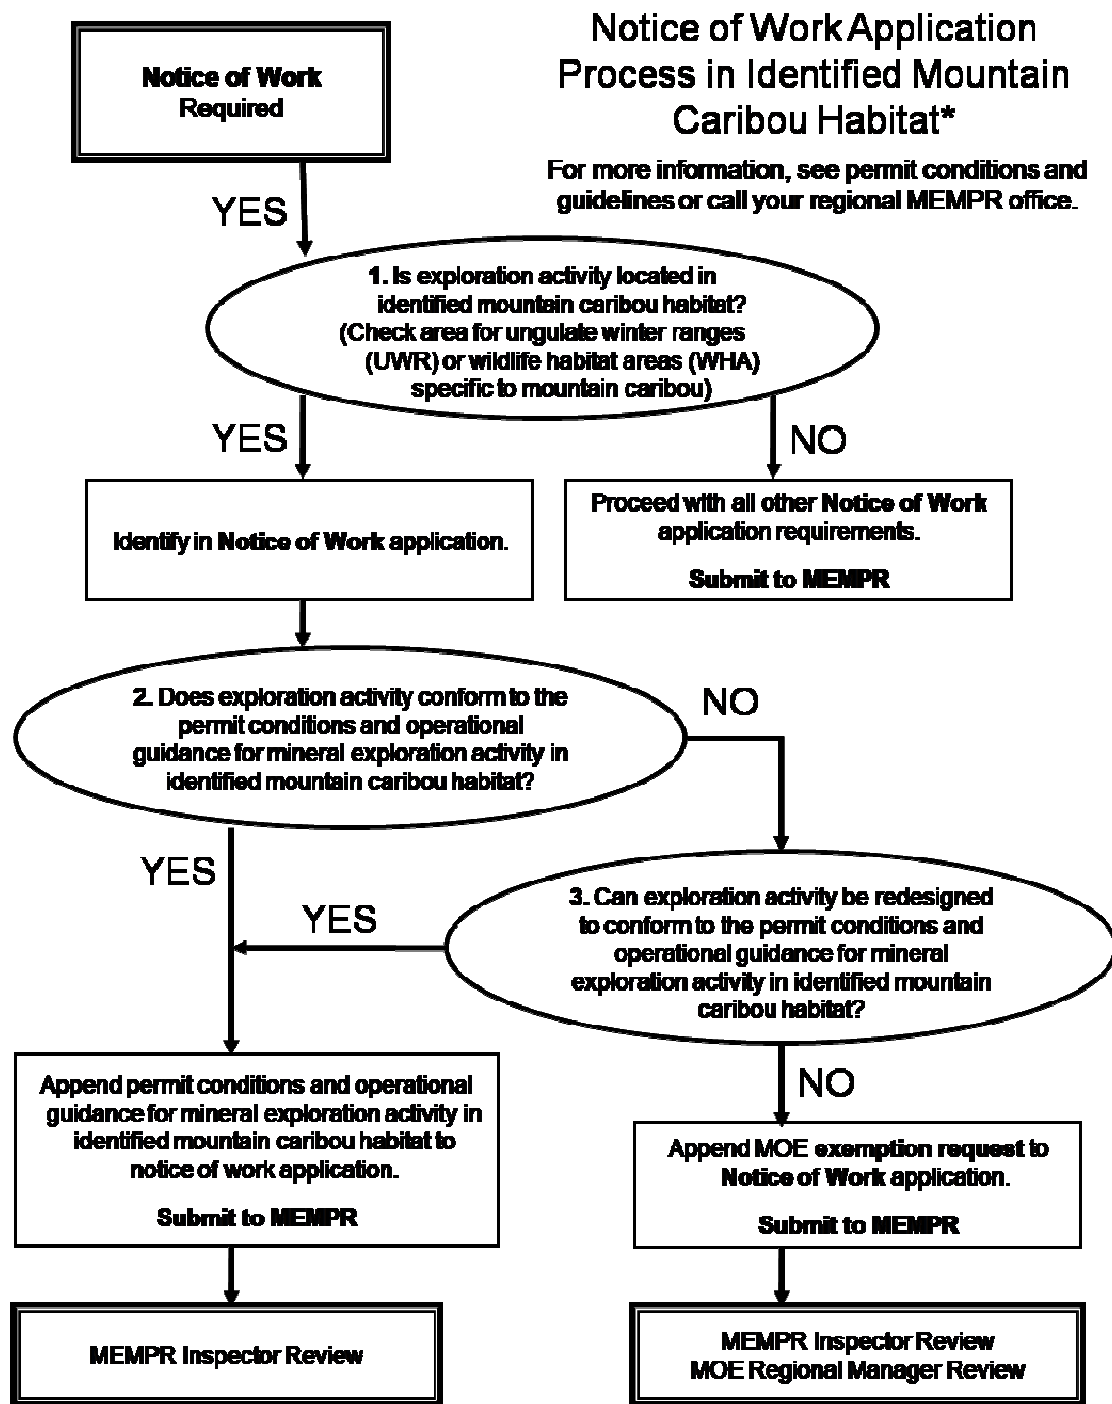 Notice of Work Application
Process in Identified Mountain
Caribou Habitat*
For more information, see permit conditions and
guidelines or call your regional MEMPR office.
Notice of Work
Required
YES
1. Is exploration activity located in
identified mountain caribou habitat?
(Check area for ungulate winter ranges
(UWR) or wildlife habitat areas (WHA)
specific to mountain caribou)
YES
NO
Identify in Notice of Work application.
Proceed with all other Notice of Work
application requirements.
Submit to MEMPR
2. Does exploration activity conform to the
permit conditions and operational
guidance for mineral exploration activity in
identified mountain caribou habitat?
NO
YES
3. Can exploration activity be redesigned
to conform to the permit conditions and
operational guidance for mineral
exploration activity in identified mountain
caribou habitat?
YES
NO
Append permit conditions and operational
guidance for mineral exploration activity in
identified mountain caribou habitat to
notice of work application.
Submit to MEMPR
Append MOE exemption request to
Notice of Work application.
Submit to MEMPR
MEMPR Inspector Review
MEMPR Inspector Review
MOE Regional Manager Review